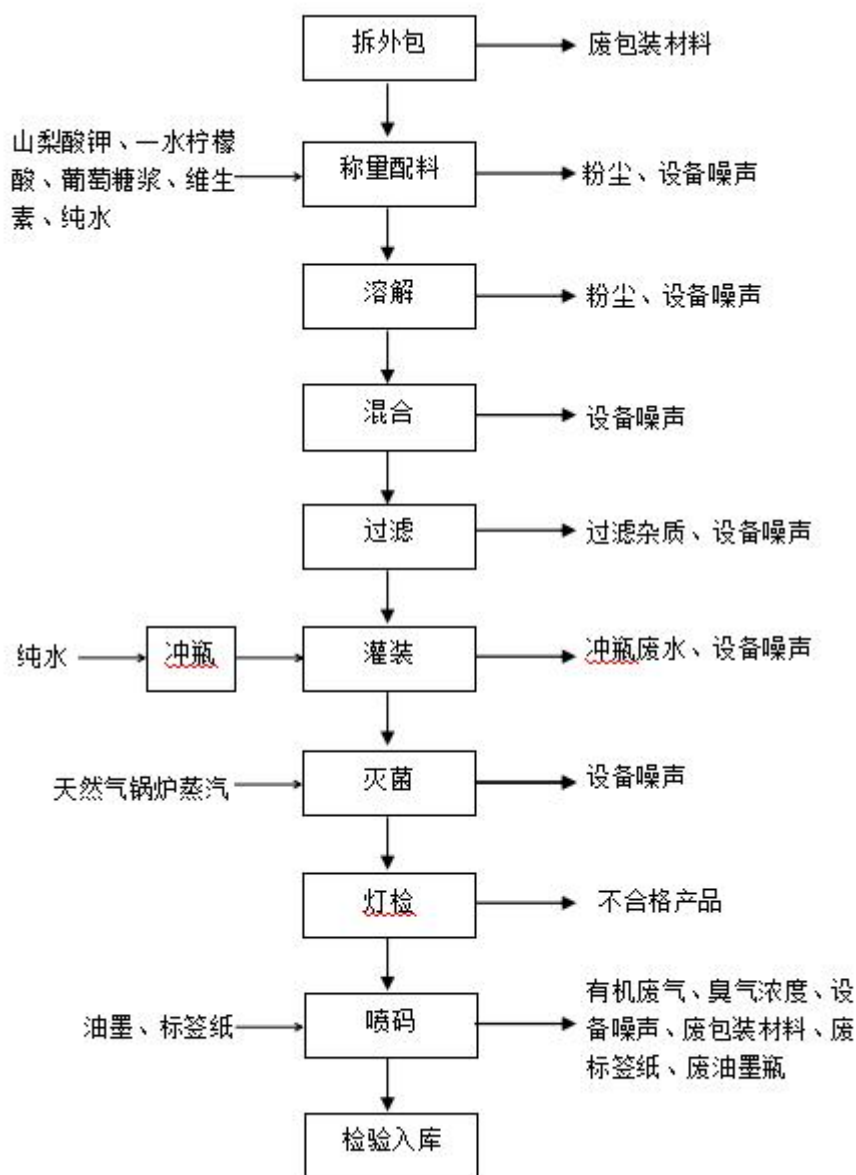 拆外包
废包装材料
山梨酸钾、一水柠檬
酸、葡萄糖浆、维生
素、纯水
称量配料
粉尘、设备噪声
溶解
粉尘、设备噪声
混合
设备噪声
过滤
过滤杂质、设备噪声
纯水
冲瓶
灌装
冲瓶废水、设备噪声
天然气锅炉蒸汽
灭菌
设备噪声
灯检
不合格产品
油墨、标签纸
喷码
有机废气、臭气浓度、设
备噪声、废包装材料、废
标签纸、废油墨瓶
检验入库